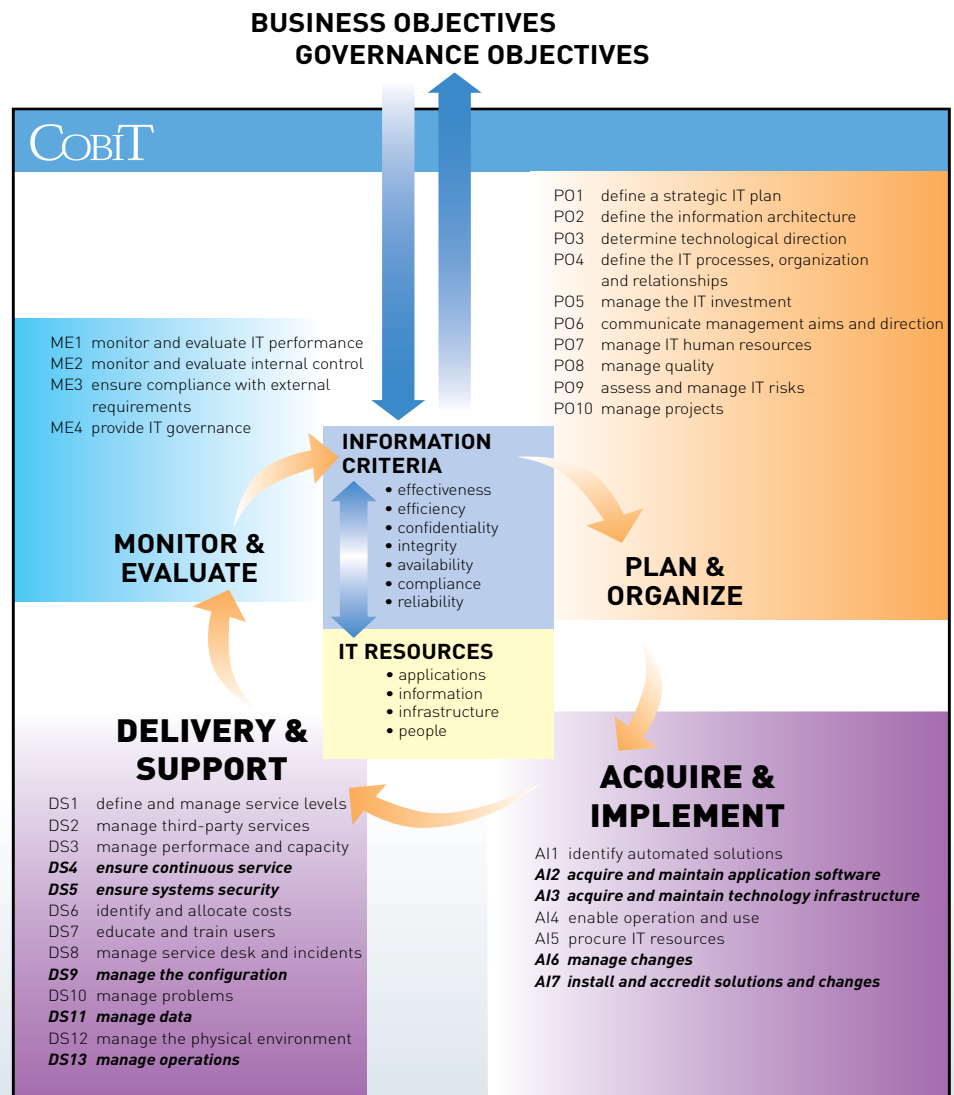 BUSINESS OBJECTIVES
GOVERNANCE OBJECTIVES
COBIT
PO1 define a strategic IT plan
PO2 define the information architecture
PO3 determine technological direction
PO4 define the IT processes, organization
and relationships
PO5 manage the IT investment
PO6 communicate management aims and direction
PO7 manage IT human resources
PO8 manage quality
PO9 assess and manage IT risks
PO10 manage projects
ME1 monitor and evaluate IT performance
ME2 monitor and evaluate internal control
ME3 ensure compliance with external
requirements
ME4 provide IT governance
INFORMATION
CRITERIA
• effectiveness
• efficiency
• confidentiality
• integrity
• availability
• compliance
• reliability
MONITOR &
EVALUATE
PLAN &
ORGANIZE
IT RESOURCES
• applications
• information
• infrastructure
• people
DELIVERY &
SUPPORT
DS1 define and manage service levels
DS2 manage third-party services
DS3 manage performace and capacity
DS4 ensure continuous service
DS5 ensure systems security
DS6 identify and allocate costs
DS7 educate and train users
DS8 manage service desk and incidents
DS9 manage the configuration
DS10 manage problems
DS11 manage data
DS12 manage the physical environment
DS13 manage operations
ACQUIRE &
IMPLEMENT
AI1 identify automated solutions
AI2 acquire and maintain application software
AI3 acquire and maintain technology infrastructure
AI4 enable operation and use
AI5 procure IT resources
AI6 manage changes
AI7 install and accredit solutions and changes